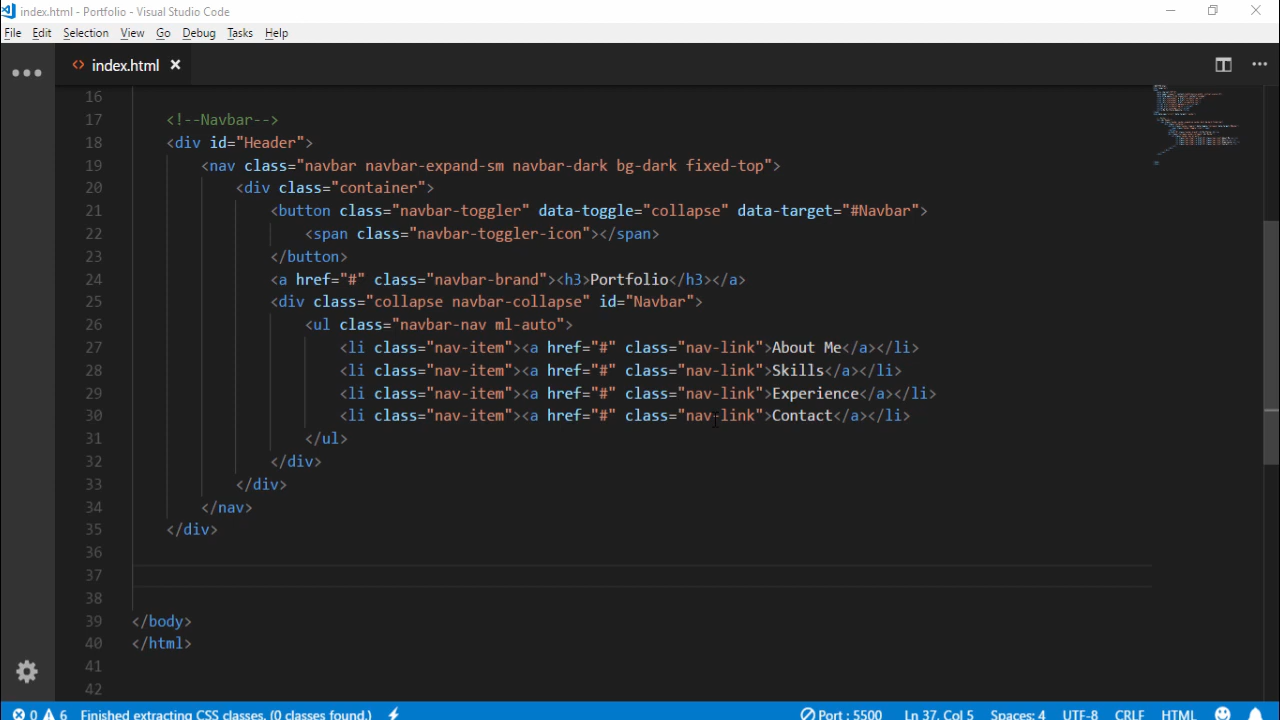 index.html - Portfolio - Visual Studio Code
File Edit Selection View Go Debug Tasks Help
index.html
16
17 <!--Navbar-->
18 <div id="Header">
19 <nav class="navbar navbar-expand-sm navbar-dark bg-dark fixed-top">
20 <div class="container">
21 <button class="navbar-toggler" data-toggle="collapse" data-target="#Navbar">
22 <span class="navbar-toggler-icon"></span>
23 </button>
24 <a href="#" class="navbar-brand"><h3>Portfolio</h3></a>
25 <div class="collapse navbar-collapse" id="Navbar">
26 <ul class="navbar-nav ml-auto">
27 <li class="nav-item"><a href="#" class="nav-link">About Me</a></li>
28 <li class="nav-item"><a href="#" class="nav-link">Skills</a></li>
29 <li class="nav-item"><a href="#" class="nav-link">Experience</a></li>
30 <li class="nav-item"><a href="#" class="nav-link">Contact</a></li>
31 </ul>
32 </div>
33 </div>
34 </nav>
35 </div>
36
37
38
39 </body>
40 </html>
41
42
0 6 Finished extracting CSS classes. (0 classes found.) Port : 5500 Ln 37, Col 5 Spaces: 4 UTF-8 CRLF HTML